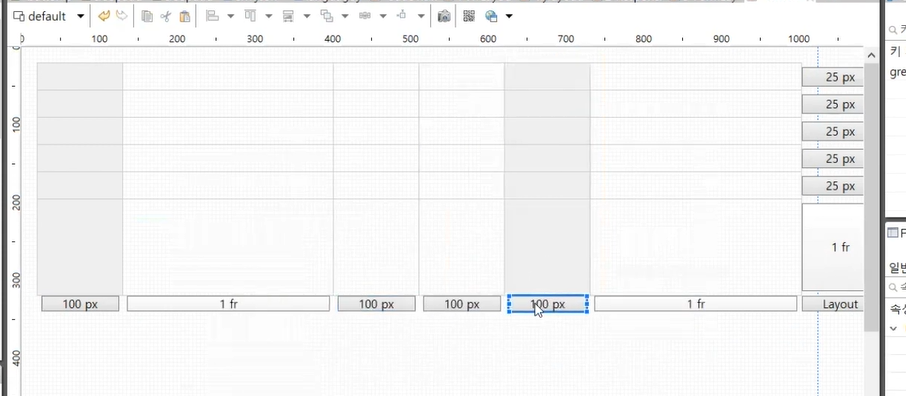 default
0 100 200 300 400 500 600 700 800 900 1000
키
25 px
gre
25 px
100
25 px
25 px
25 px
200
1 fr
일반
300
100 px 1 fr 100 px 100 px 100 px 1 fr Layout
속성
400